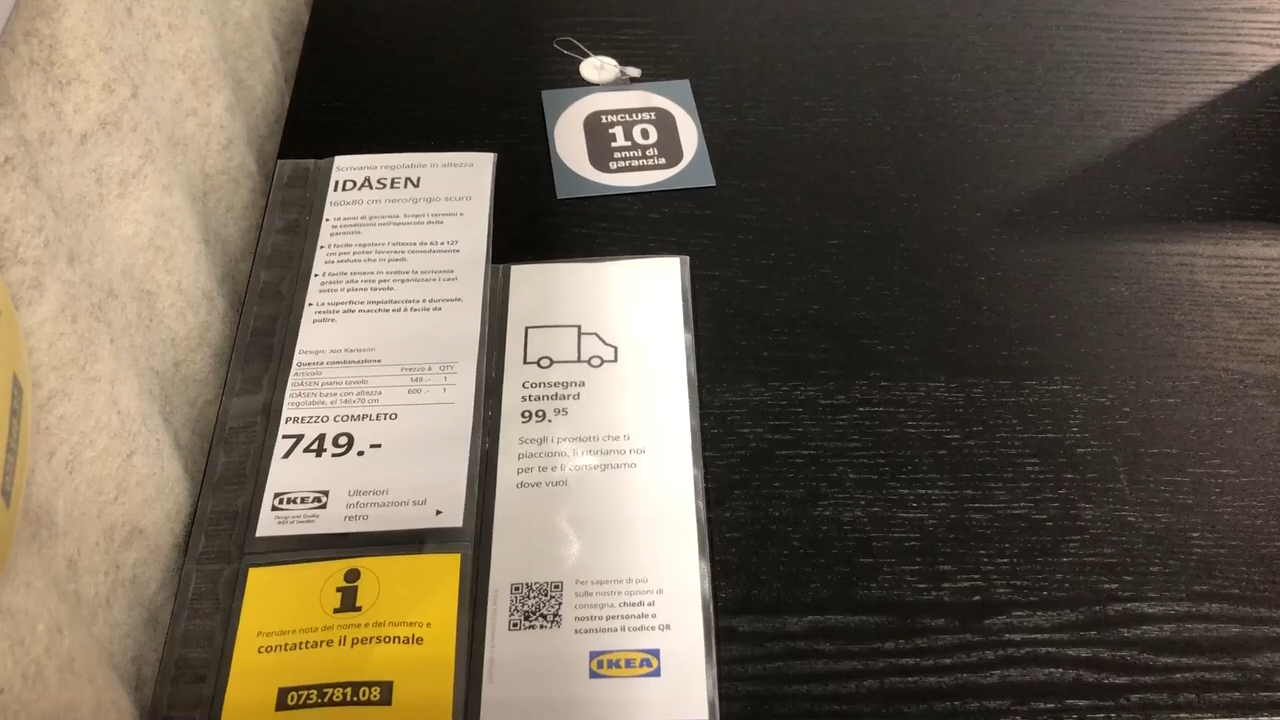 INCLUSI
10
anni di
garanzia
Scrivania regolabile in altezza
IDÅSEN
160x80 cm nero/grigio scuro
▸ 10 anni di garanzia. Scopri i termini e
le condizioni nell'opuscolo della
garanzia.
▸ È facile regolare l'altezza da 63 a 127
cm per poter lavorare comodamente
sia seduto che in piedi.
▸ È facile tenere in ordine la scrivania
grazie alla rete per organizzare i cavi
sotto il piano tavolo.
▸ La superficie impiallacciata è durevole,
resiste alle macchie ed è facile da
pulire.
Design: Jon Karlsson
Questa combinazione
Articolo Prezzo à QTY
IDÅSEN piano tavolo 149 .- 1
IDÅSEN base con altezza 600 .- 1
regolabile, el 146x70 cm
PREZZO COMPLETO
749.-
IKEA
Design and Quality
IKEA of Sweden
Ulteriori
informazioni sul
retro
Prendere nota del nome e del numero e
contattare il personale
073.781.08
Consegna
standard
99.95
Scegli i prodotti che ti
piacciono, li ritiriamo noi
per te e li consegnamo
dove vuoi
Per saperne di più
sulle nostre opzioni di
consegna, chiedi al
nostro personale o
scansiona il codice QR
IKEA